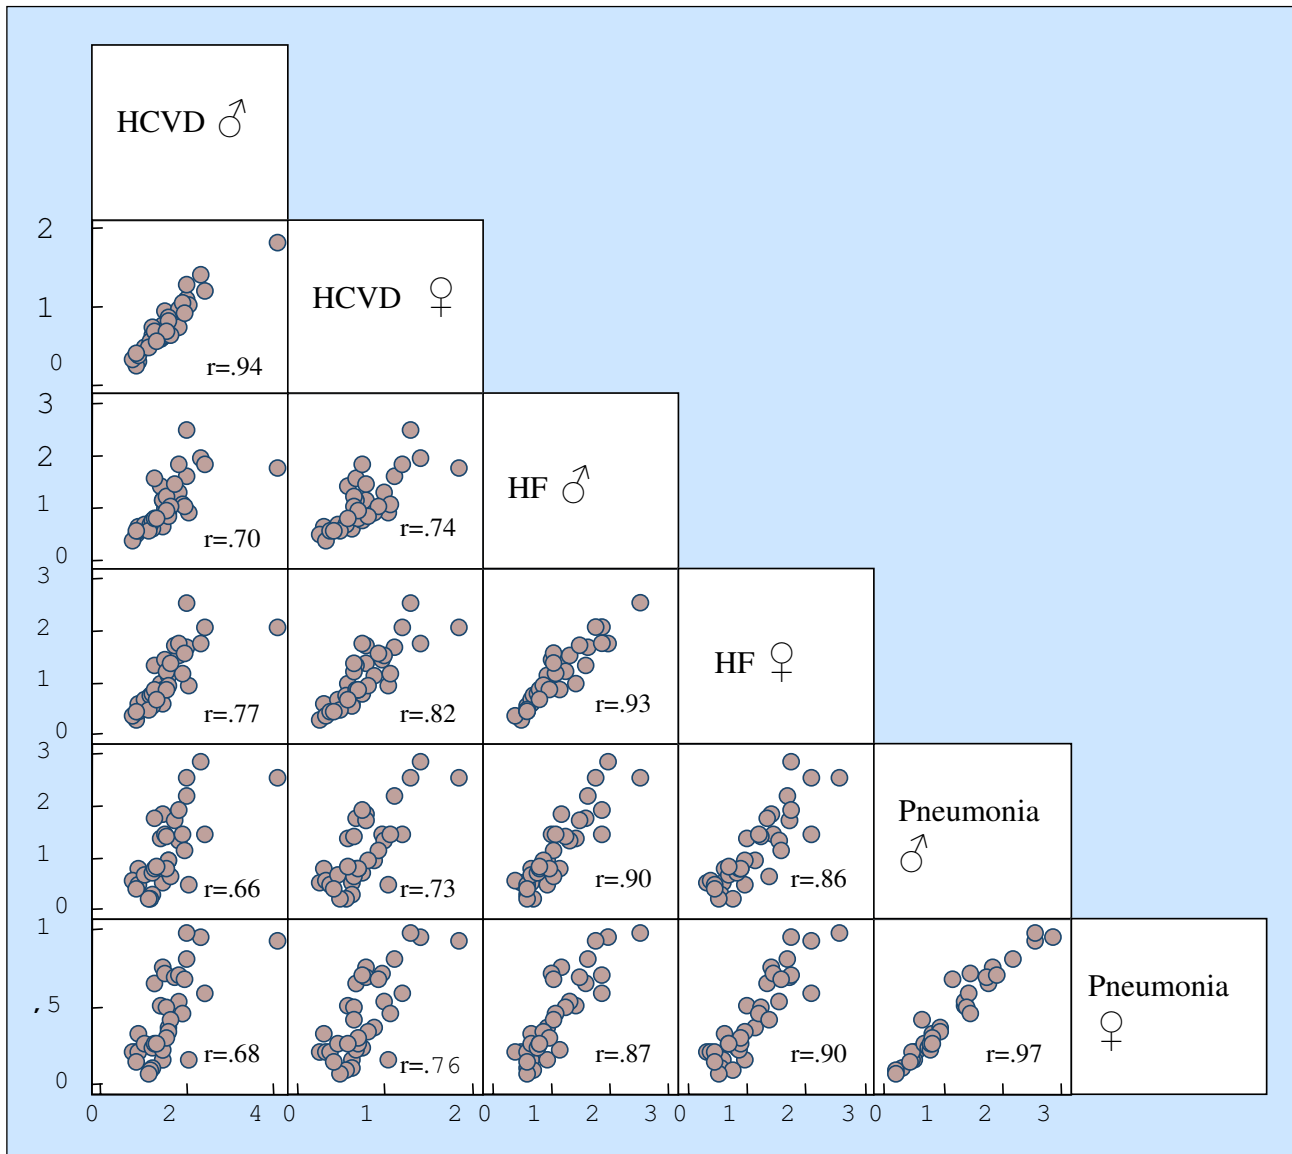 HCVD ♂
2
1
0
r=.94
HCVD ♀
3
2
1
0
r=.70
r=.74
HF ♂
3
2
1
0
r=.77
r=.82
r=.93
HF ♀
3
2
1
0
r=.66
r=.73
r=.90
r=.86
Pneumonia
♂
1
,5
0
r=.68
r=.76
r=.87
r=.90
r=.97
Pneumonia
♀
0 2 4 0 1 2 0 1 2 3 0 1 2 3 0 1 2 3